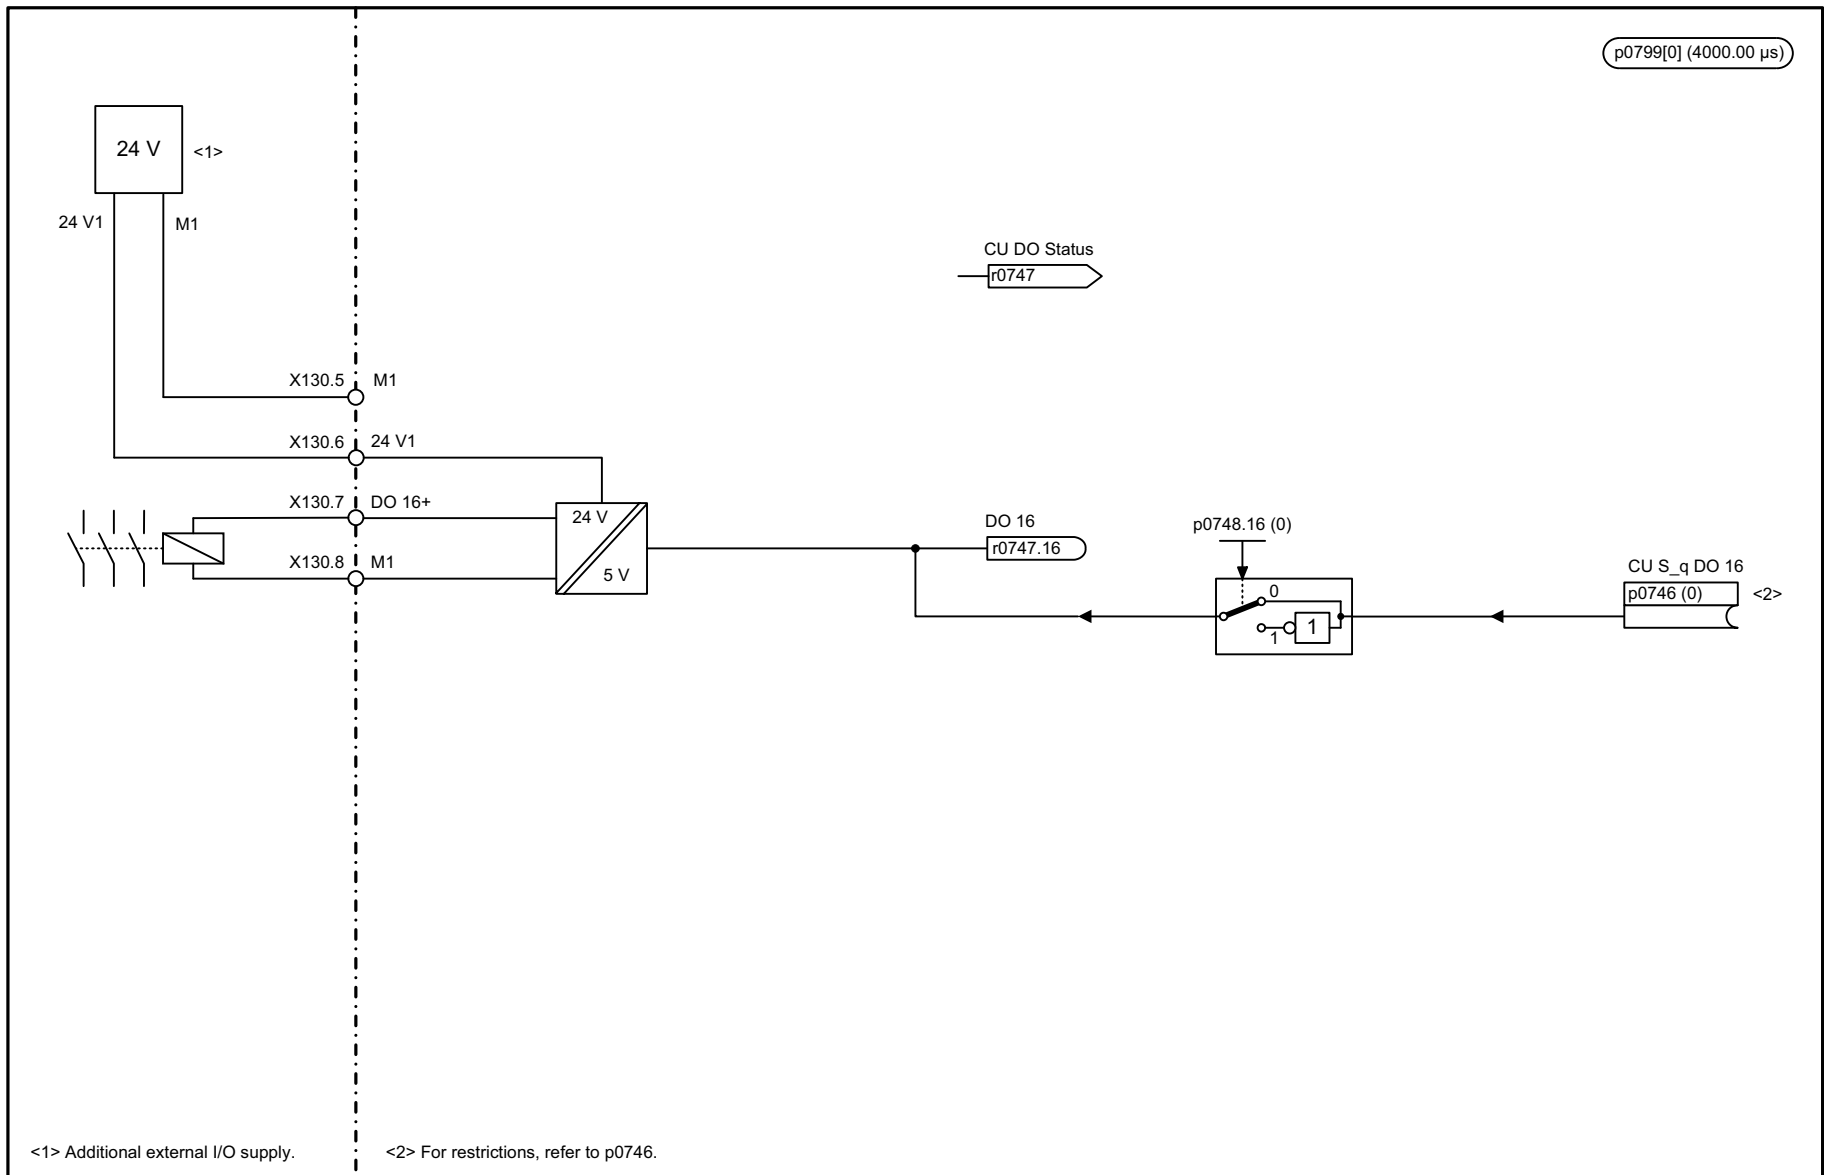 p0799[0] (4000.00 µs)
24 V
<1>
24 V1
M1
CU DO Status
r0747
X130.5
M1
X130.6
24 V1
X130.7
DO 16+
24 V
5 V
X130.8
M1
DO 16
r0747.16
p0748.16 (0)
0
1
1
CU S_q DO 16
p0746 (0)
<2>
<1> Additional external I/O supply.
<2> For restrictions, refer to p0746.